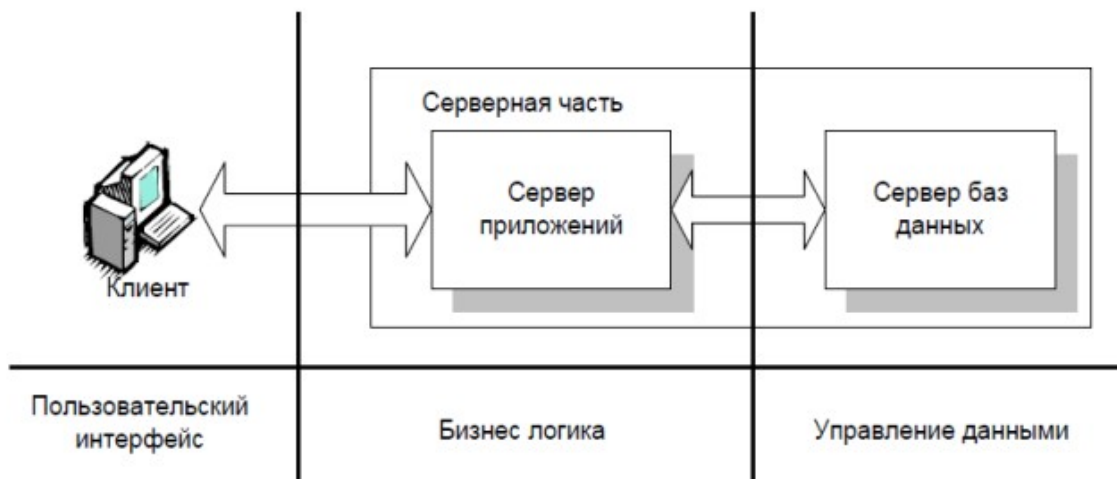 Серверная часть
Сервер
приложений
Сервер баз
данных
Клиент
Пользовательский
интерфейс
Бизнес логика
Управление данными